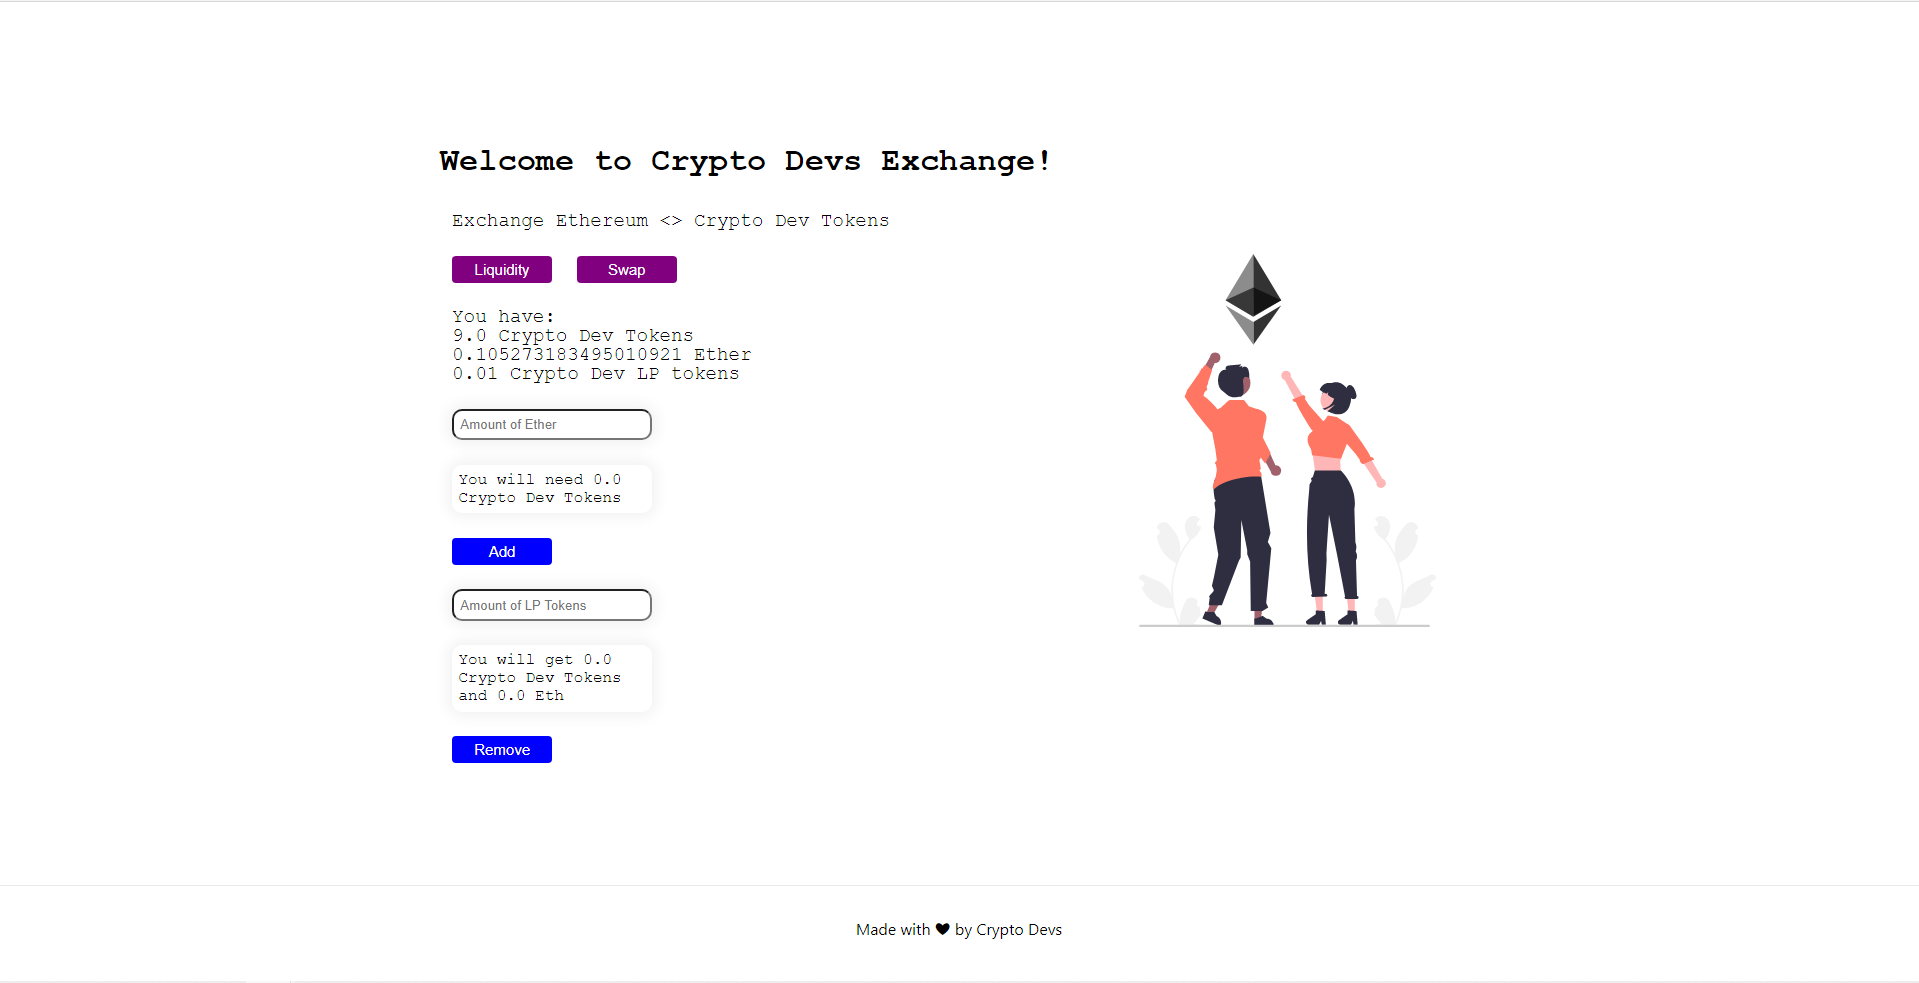 Welcome to Crypto Devs Exchange!
Exchange Ethereum <> Crypto Dev Tokens
Liquidity
Swap
You have:
9.0 Crypto Dev Tokens
0.105273183495010921 Ether
0.01 Crypto Dev LP tokens
Amount of Ether
You will need 0.0
Crypto Dev Tokens
Add
Amount of LP Tokens
You will get 0.0
Crypto Dev Tokens
and 0.0 Eth
Remove
Made with ❤ by Crypto Devs